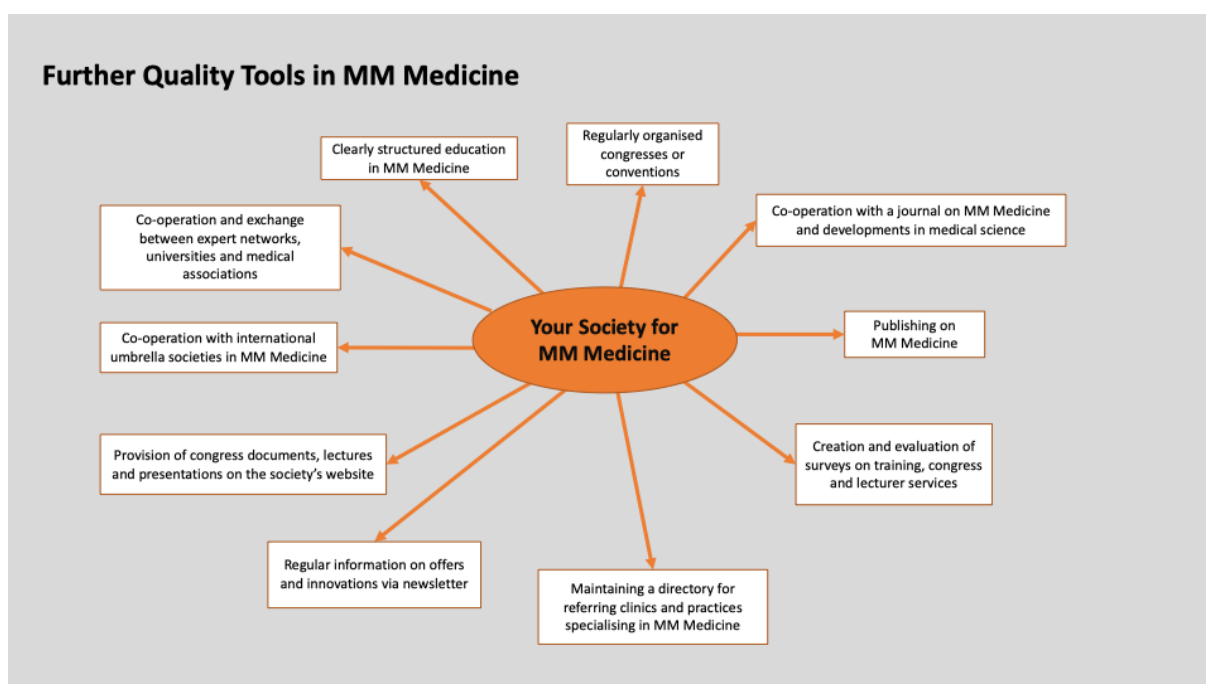 Further Quality Tools in MM Medicine
Clearly structured education
in MM Medicine
Regularly organised
congresses or
conventions
Co-operation and exchange
between expert networks,
universities and medical
associations
Co-operation with a journal on MM Medicine
and developments in medical science
Your Society for
MM Medicine
Co-operation with international
umbrella societies in MM Medicine
Publishing on
MM Medicine
Provision of congress documents, lectures
and presentations on the society’s website
Creation and evaluation of
surveys on training, congress
and lecturer services
Regular information on offers
and innovations via newsletter
Maintaining a directory for
referring clinics and practices
specialising in MM Medicine